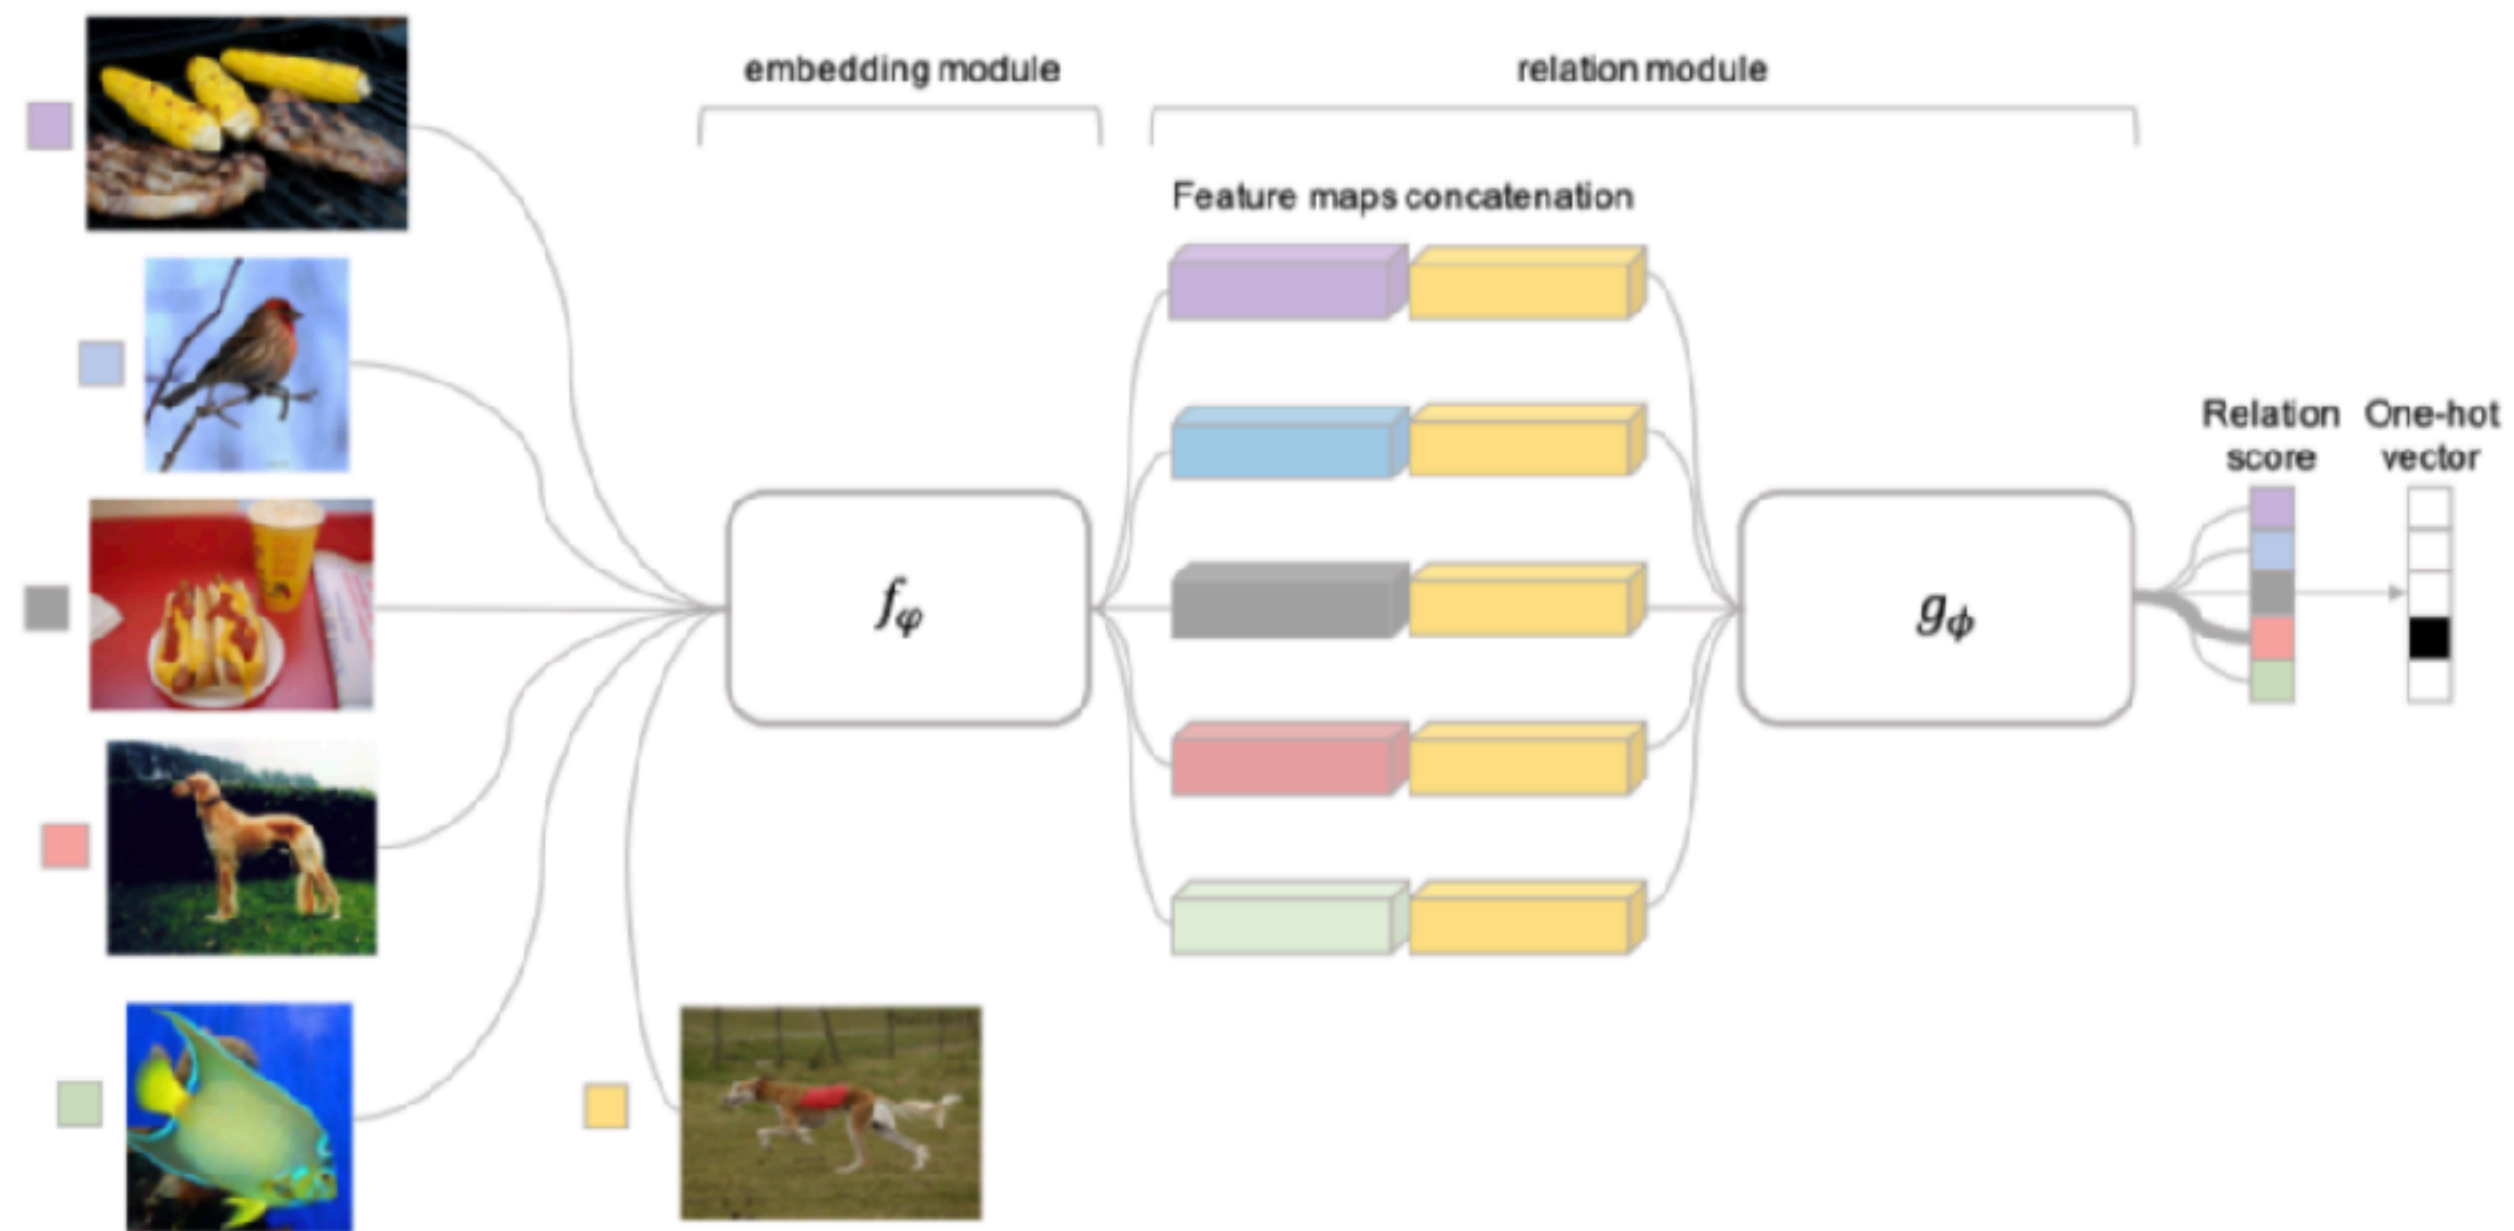 embedding module
relation module
Feature maps concatenation
fφ
gϕ
Relation score
One-hot vector